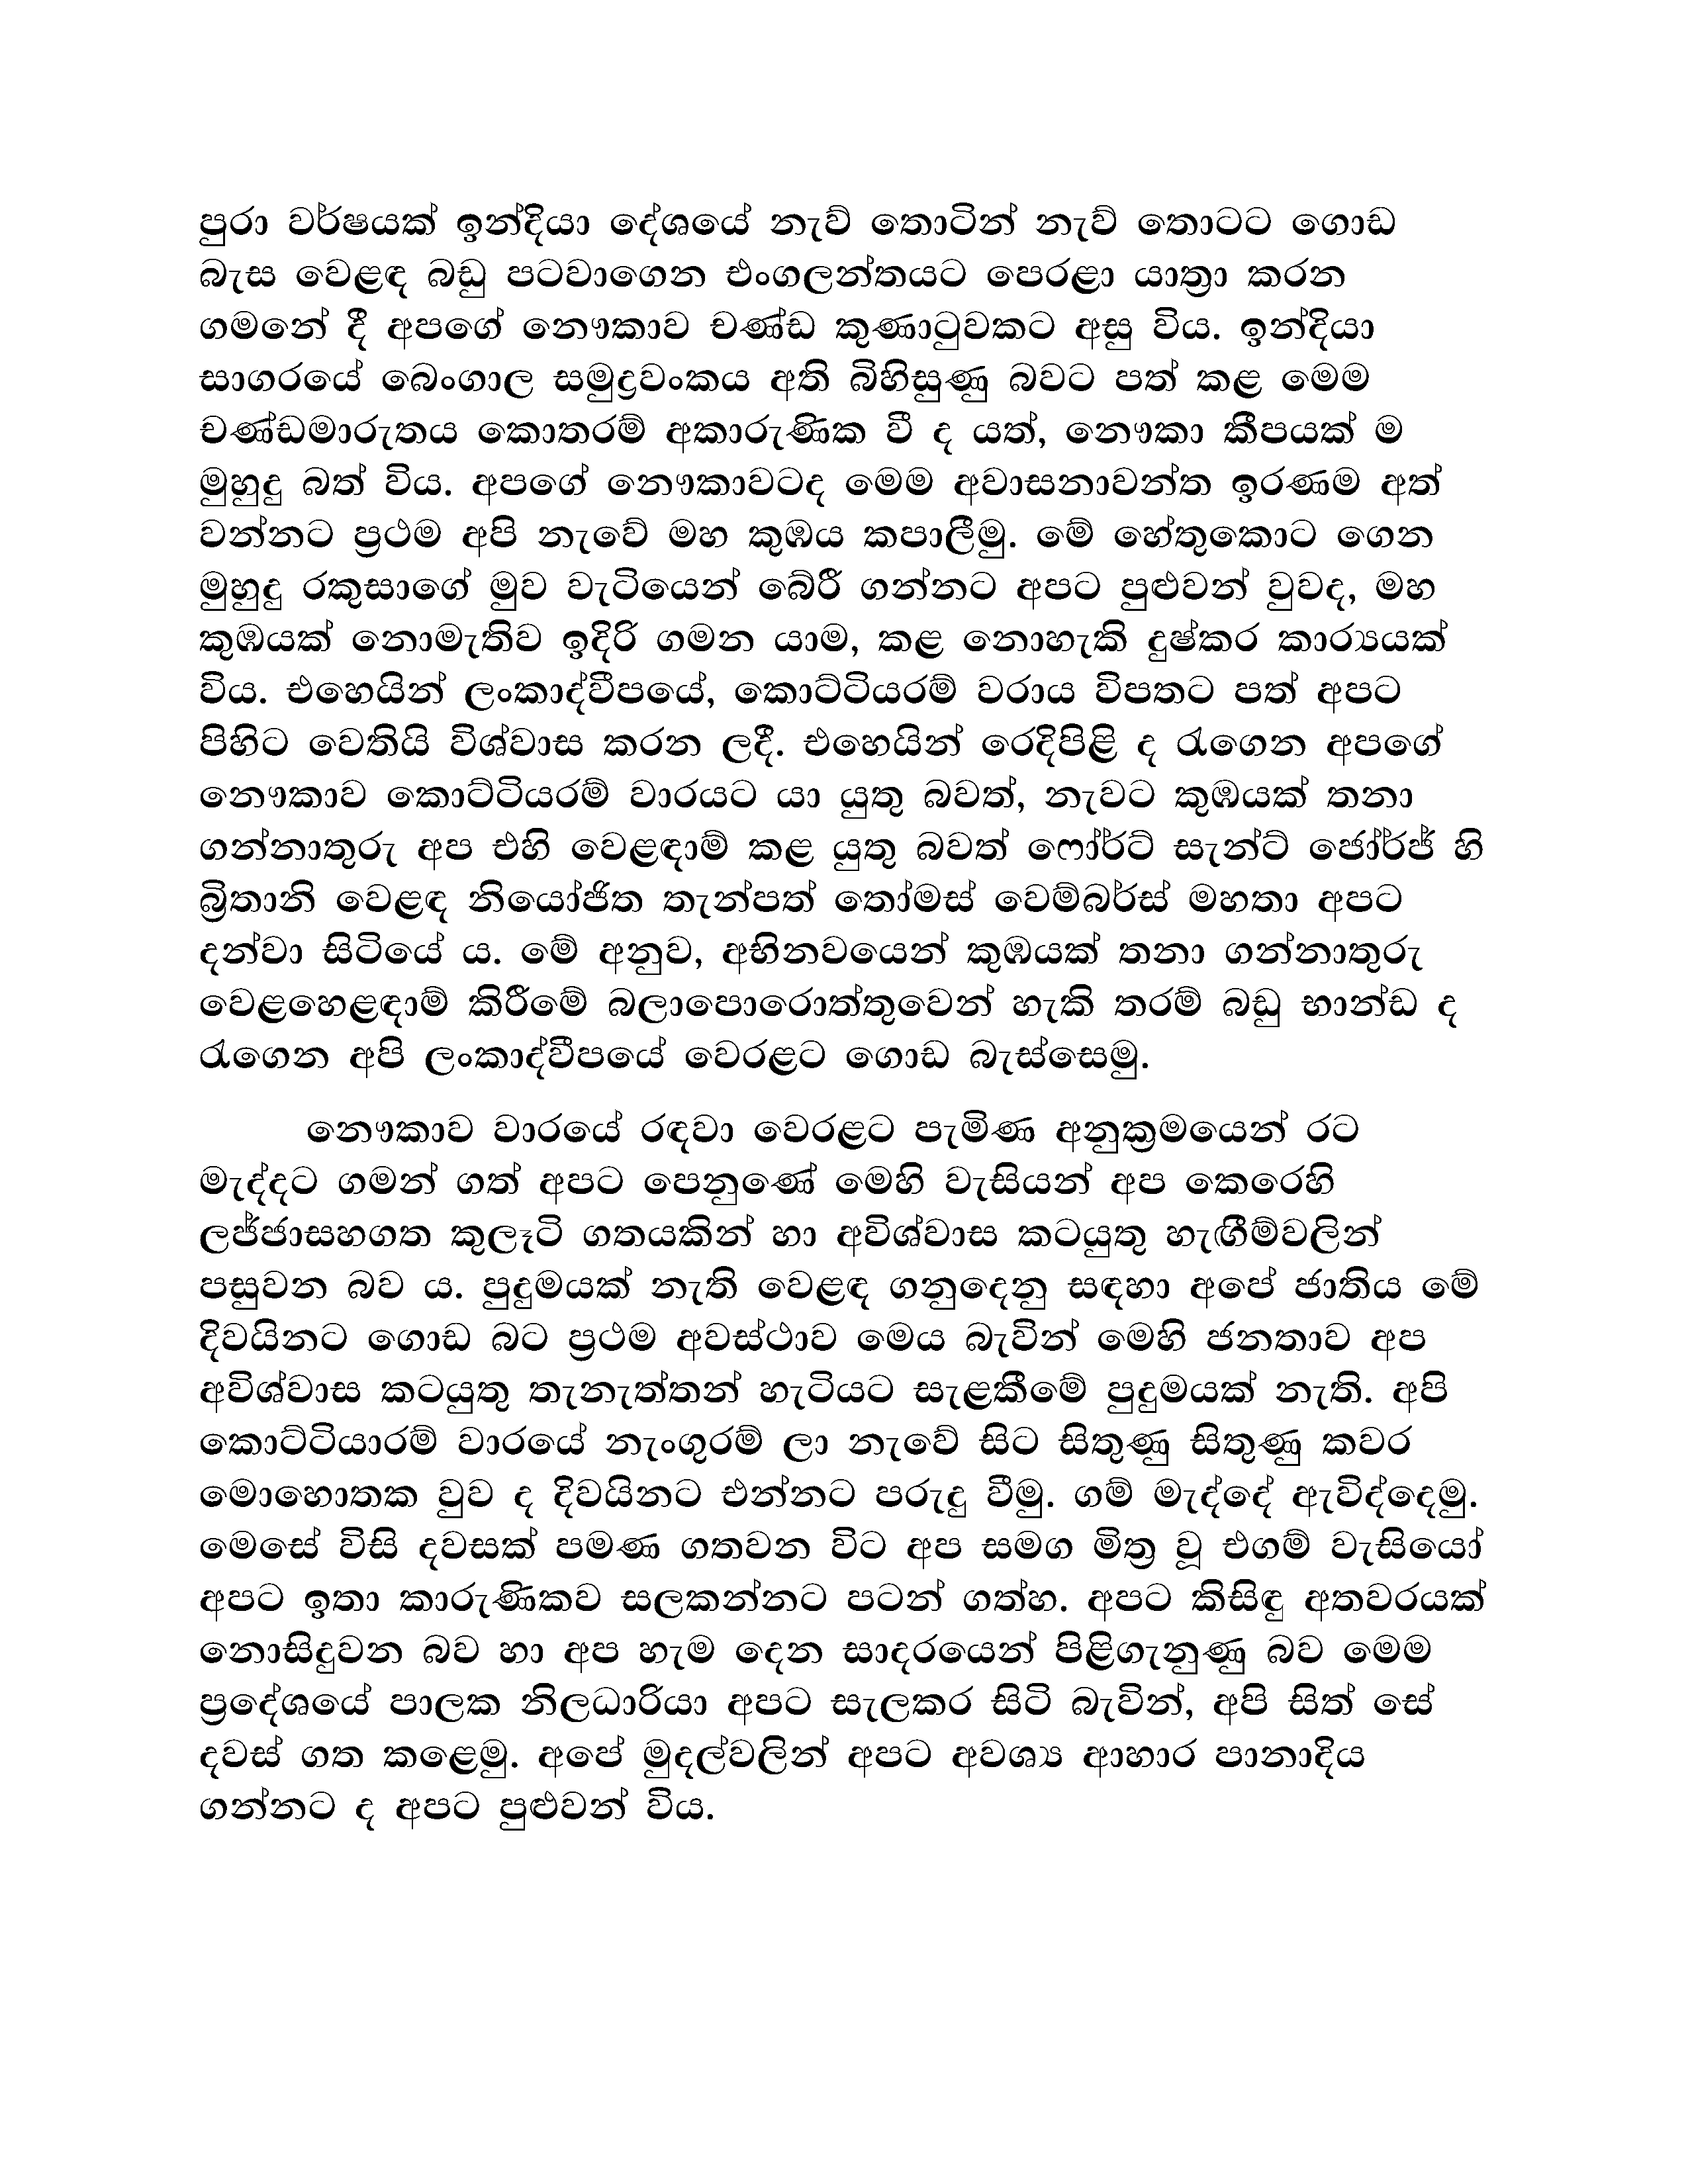 පුරා වර්ෂයක් ඉන්දියා දේශයේ නැව් තොටින් නැව් තොටට ගොඩ
බැස වෙළඳ බඩු පටවාගෙන එංගලන්තයට පෙරළා යාත්‍රා කරන
ගමනේ දී අපගේ නෞකාව චණ්ඩ කුණාටුවකට අසු විය. ඉන්දියා
සාගරයේ බෙංගාල සමුද්‍රවංකය අති බිහිසුණු බවට පත් කළ මෙම
චණ්ඩමාරුතය කොතරම් අකාරුණික වී ද යත්, නෞකා කීපයක් ම
මුහුදු බත් විය. අපගේ නෞකාවටද මෙම අවාසනාවන්ත ඉරණම අත්
වන්නට ප්‍රථම අපි නැවේ මහ කුඹය කපාලීමු. මේ හේතුකොට ගෙන
මුහුදු රකුසාගේ මුව වැටියෙන් බේරී ගන්නට අපට පුළුවන් වුවද, මහ
කුඹයක් නොමැතිව ඉදිරි ගමන යාම, කළ නොහැකි දුෂ්කර කාර්‍යයක්
විය. එහෙයින් ලංකාද්වීපයේ, කොට්ටියරම් වරාය විපතට පත් අපට
පිහිට වෙතියි විශ්වාස කරන ලදී. එහෙයින් රෙදිපිළි ද රැගෙන අපගේ
නෞකාව කොට්ටියරම් වාරයට යා යුතු බවත්, නැවට කුඹයක් තනා
ගන්නාතුරු අප එහි වෙළඳාම් කළ යුතු බවත් ෆෝර්ට් සැන්ට් ජෝර්ජ් හි
බ්‍රිතානි වෙළඳ නියෝජිත තැන්පත් තෝමස් වෙම්බර්ස් මහතා අපට
දන්වා සිටියේ ය. මේ අනුව, අභිනවයෙන් කුඹයක් තනා ගන්නාතුරු
වෙළහෙළඳාම් කිරීමේ බලාපොරොත්තුවෙන් හැකි තරම් බඩු භාන්ඩ ද
රැගෙන අපි ලංකාද්වීපයේ වෙරළට ගොඩ බැස්සෙමු.
නෞකාව වාරයේ රඳවා වෙරළට පැමිණ අනුක්‍රමයෙන් රට
මැද්දට ගමන් ගත් අපට පෙනුණේ මෙහි වැසියන් අප කෙරෙහි
ලජ්ජාසහගත කුලෑටි ගතයකින් හා අවිශ්වාස කටයුතු හැඟීම්වලින්
පසුවන බව ය. පුදුමයක් නැති වෙළඳ ගනුදෙනු සඳහා අපේ ජාතිය මේ
දිවයිනට ගොඩ බට ප්‍රථම අවස්ථාව මෙය බැවින් මෙහි ජනතාව අප
අවිශ්වාස කටයුතු තැනැත්තන් හැටියට සැළකීමේ පුදුමයක් නැති. අපි
කොට්ටියාරම් වාරයේ නැංගුරම් ලා නැවේ සිට සිතුණු සිතුණු කවර
මොහොතක වුව ද දිවයිනට එන්නට පරුදු වීමු. ගම් මැද්දේ ඇවිද්දෙමු.
මෙසේ විසි දවසක් පමණ ගතවන විට අප සමග මිත්‍ර වූ එගම් වැසියෝ
අපට ඉතා කාරුණිකව සලකන්නට පටන් ගත්හ. අපට කිසිඳු අතවරයක්
නොසිදුවන බව හා අප හැම දෙන සාදරයෙන් පිළිගැනුණු බව මෙම
ප්‍රදේශයේ පාලක නිලධාරියා අපට සැලකර සිටි බැවින්, අපි සිත් සේ
දවස් ගත කළෙමු. අපේ මුදල්වලින් අපට අවශ්‍ය ආහාර පානාදිය
ගන්නට ද අපට පුළුවන් විය.